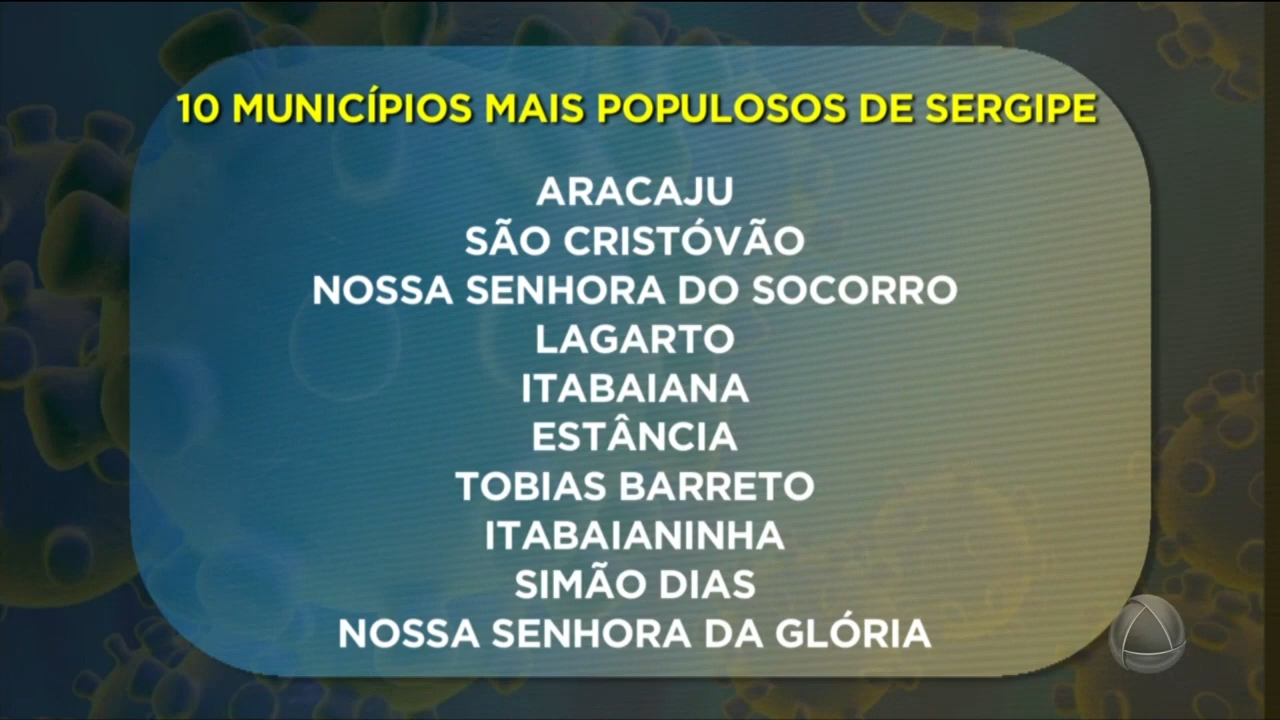 10 MUNICÍPIOS MAIS POPULOSOS DE SERGIPE
ARACAJU
SÃO CRISTÓVÃO
NOSSA SENHORA DO SOCORRO
LAGARTO
ITABAIANA
ESTÂNCIA
TOBIAS BARRETO
ITABAIANINHA
SIMÃO DIAS
NOSSA SENHORA DA GLÓRIA